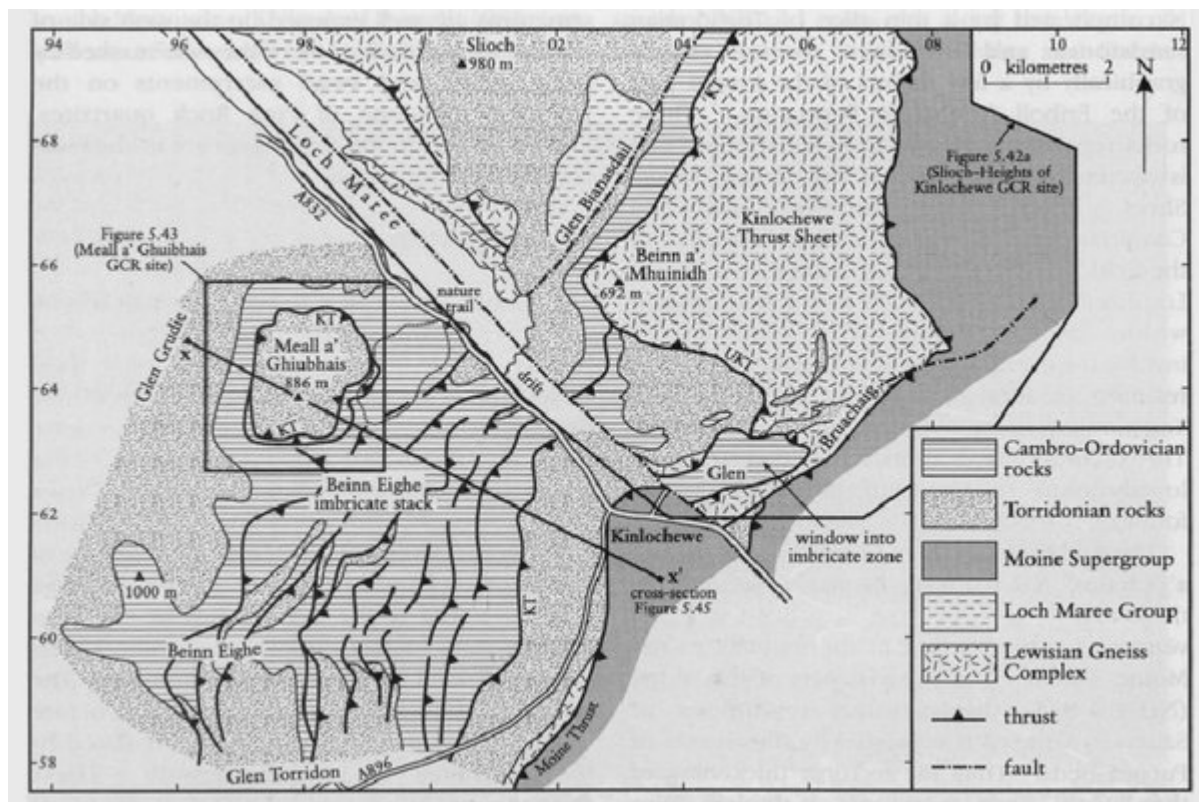 94
96
98
Slioch
980 m
02
04
06
08
10
0 kilometres 2
N
68
66
64
62
60
58
Loch Maree
A832
Glen Bianasdail
KT
Figure 5.42a
(Slioch–Heights of
Kinlochewe GCR site)
Kinlochewe
Thrust Sheet
Figure 5.43
(Meall a' Ghuibhais
GCR site)
Beinn a'
Mhuinidh
692 m
nature
trail
Glen Grudie
x
KT
Meall a'
Ghiubhais
886 m
KT
UKT
drift
Glen
Bruachaig
Beinn Eighe
imbricate stack
Kinlochewe
window into
imbricate zone
x'
cross-section
Figure 5.45
1000 m
KT
Beinn Eighe
Moine Thrust
Glen Torridon
A896
Cambro-Ordovician
rocks
Torridonian rocks
Moine Supergroup
Loch Maree Group
Lewisian Gneiss
Complex
thrust
fault